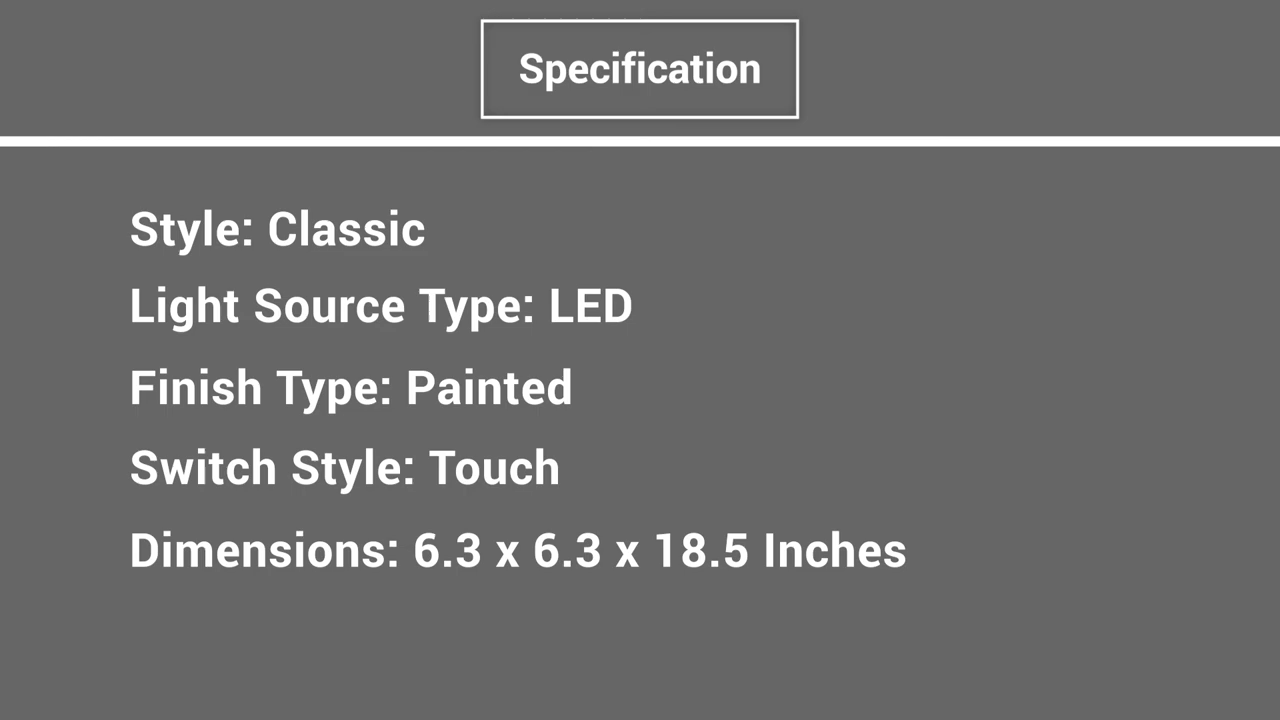 Specification
Style: Classic
Light Source Type: LED
Finish Type: Painted
Switch Style: Touch
Dimensions: 6.3 x 6.3 x 18.5 Inches